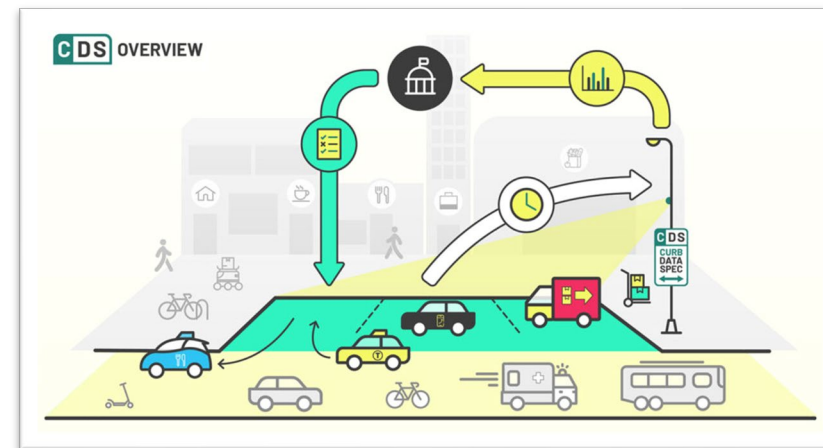 CDS OVERVIEW
CDS
CURB
DATA
SPEC
T